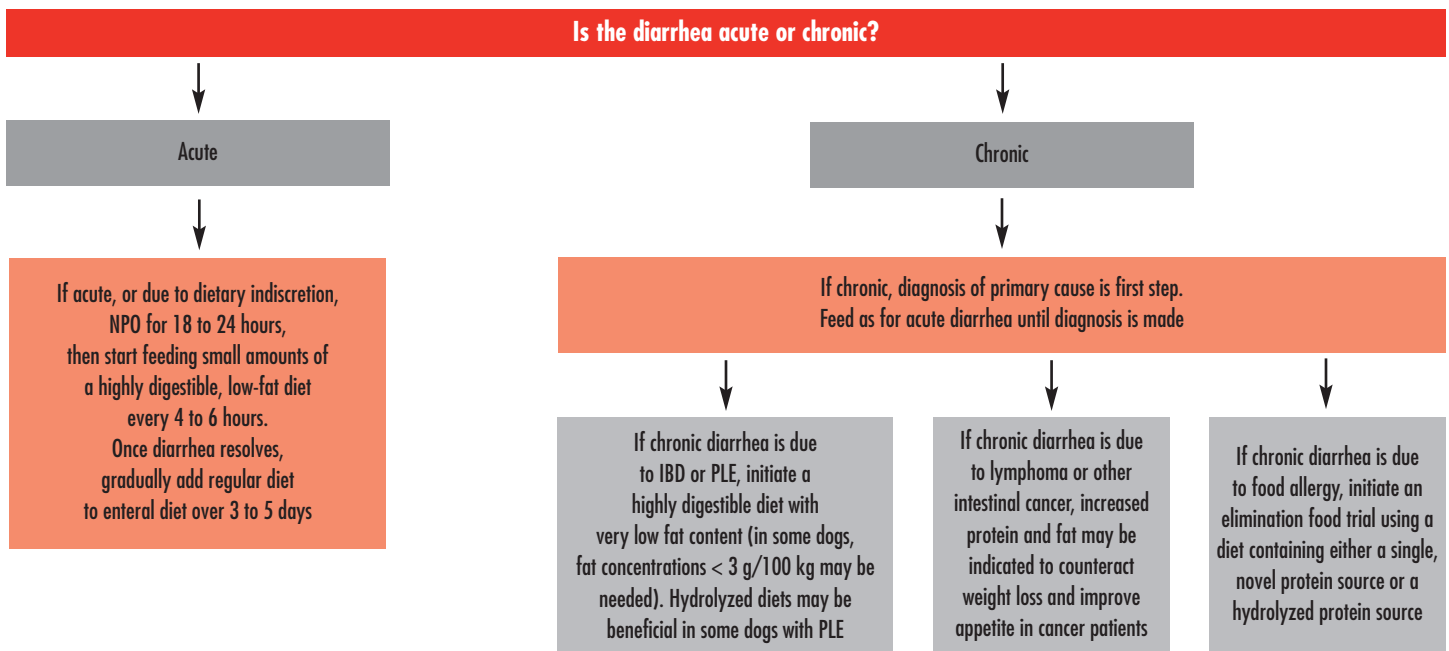 Is the diarrhea acute or chronic?
Acute
Chronic
If acute, or due to dietary indiscretion,
NPO for 18 to 24 hours,
then start feeding small amounts of
a highly digestible, low-fat diet
every 4 to 6 hours.
Once diarrhea resolves,
gradually add regular diet
to enteral diet over 3 to 5 days
If chronic, diagnosis of primary cause is first step.
Feed as for acute diarrhea until diagnosis is made
If chronic diarrhea is due
to IBD or PLE, initiate a
highly digestible diet with
very low fat content (in some dogs,
fat concentrations < 3 g/100 kg may be
needed). Hydrolyzed diets may be
beneficial in some dogs with PLE
If chronic diarrhea is due
to lymphoma or other
intestinal cancer, increased
protein and fat may be
indicated to counteract
weight loss and improve
appetite in cancer patients
If chronic diarrhea is due
to food allergy, initiate an
elimination food trial using a
diet containing either a single,
novel protein source or a
hydrolyzed protein source